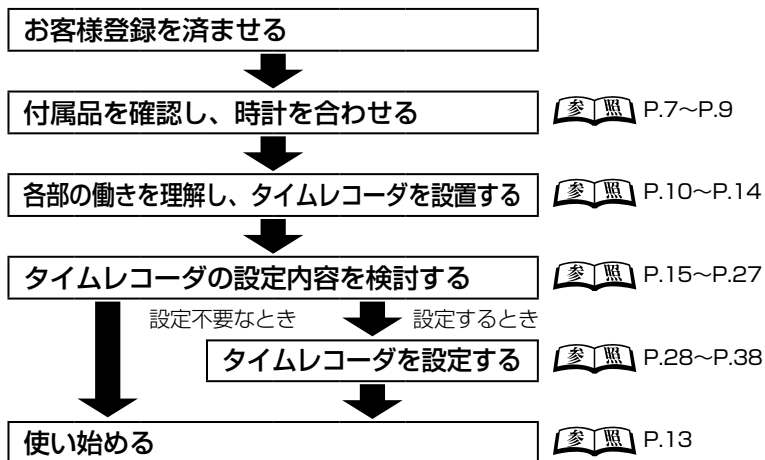 お客様登録を済ませる
付属品を確認し、時計を合わせる 参照 P.7~P.9
各部の働きを理解し、タイムレコーダを設置する 参照 P.10~P.14
タイムレコーダの設定内容を検討する 参照 P.15~P.27
設定不要なとき 設定するとき
タイムレコーダを設定する 参照 P.28~P.38
使い始める 参照 P.13